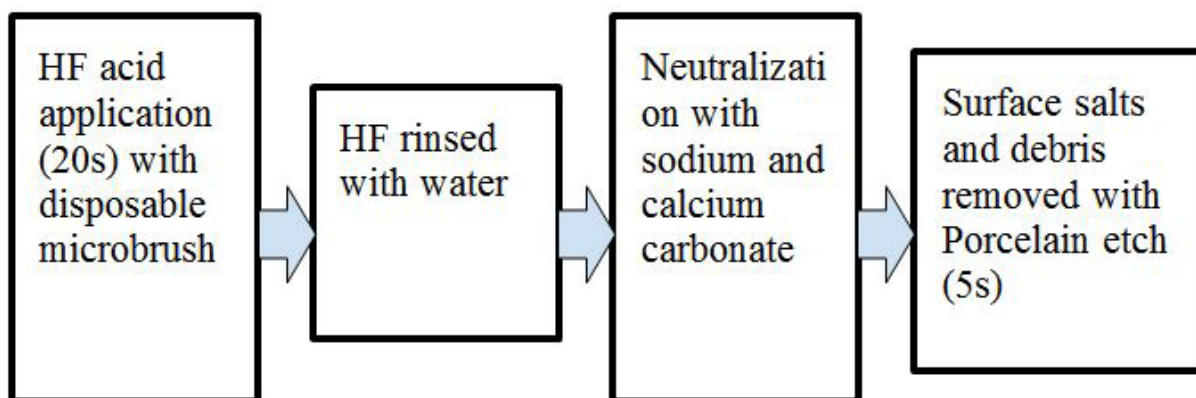 HF acid
application
(20s) with
disposable
microbrush
HF rinsed
with water
Neutralizati
on with
sodium and
calcium
carbonate
Surface salts
and debris
removed with
Porcelain etch
(5s)